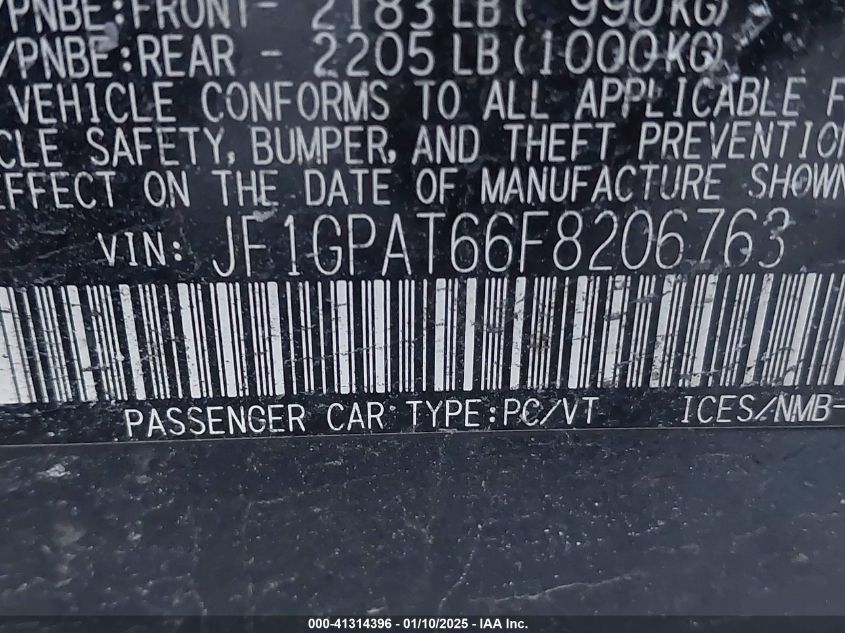 /PNBE:FRONT- 2183 LB ( 990KG)
/PNBE:REAR - 2205 LB (1000KG)
VEHICLE CONFORMS TO ALL APPLICABLE F
CLE SAFETY, BUMPER, AND THEFT PREVENTION
EFFECT ON THE DATE OF MANUFACTURE SHOWN
VIN: JF1GPAT66F8206763
PASSENGER CAR TYPE:PC/VT ICES/NMB-
000-41314396 - 01/10/2025 - IAA Inc.